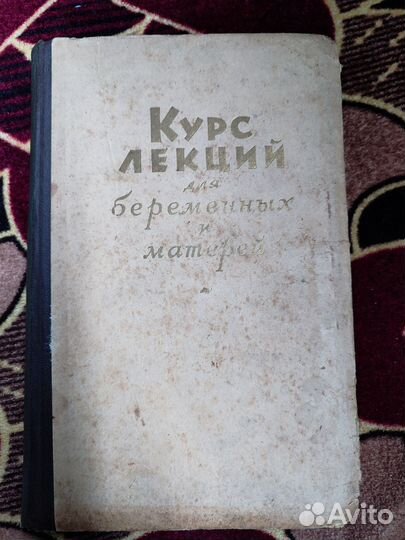 Курс
лекций
для
беременных
и
матерей
Avito